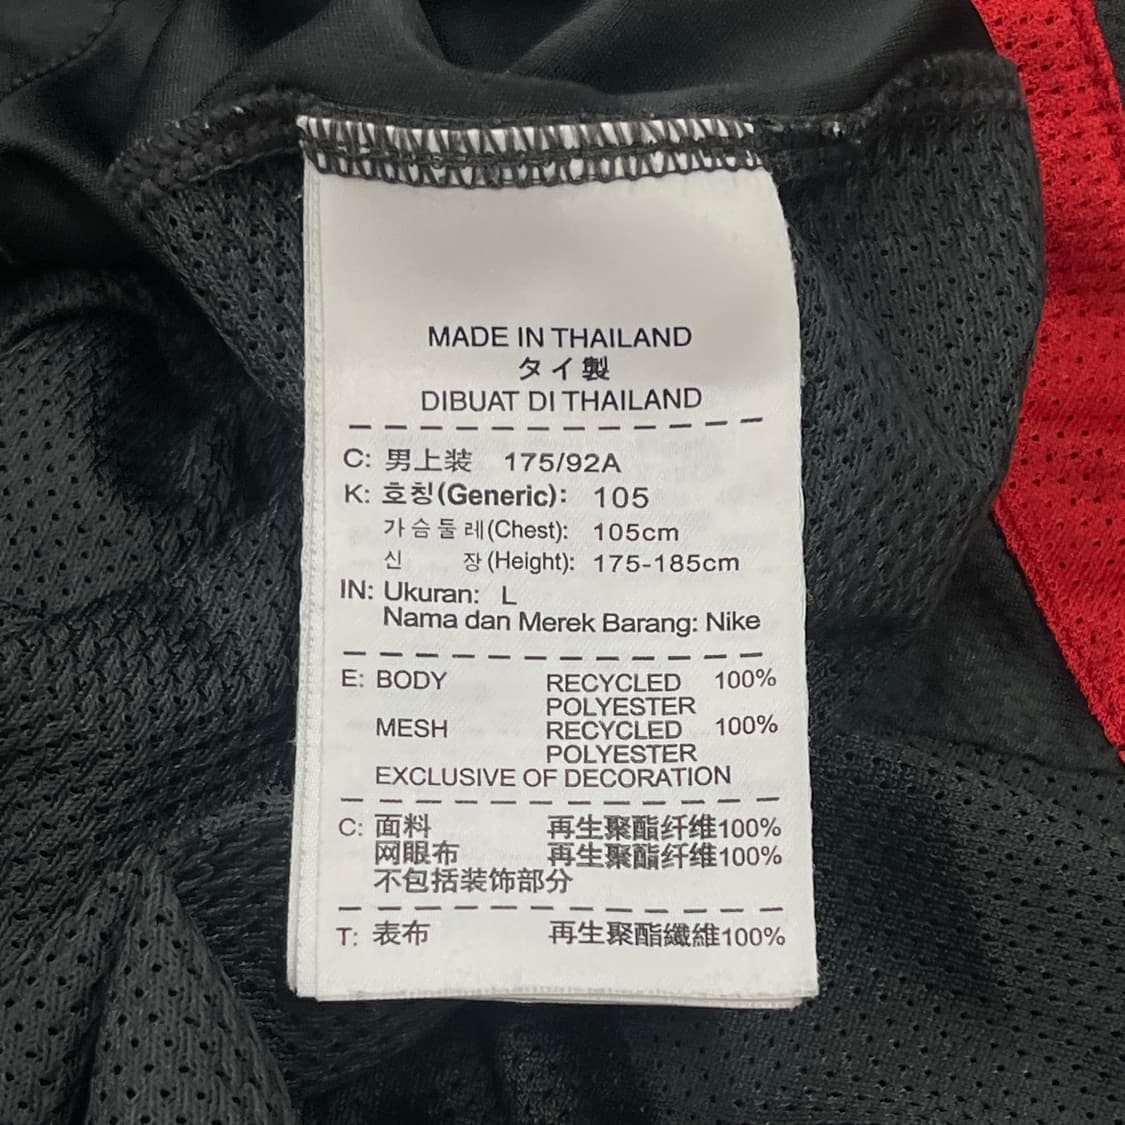 MADE IN THAILAND
タイ製
DIBUAT DI THAILAND
C: 男上装 175/92A
K: 호칭(Generic): 105
가슴둘레(Chest): 105cm
신 장(Height): 175-185cm
IN: Ukuran: L
Nama dan Merek Barang: Nike
E: BODY RECYCLED 100%
POLYESTER
MESH RECYCLED 100%
POLYESTER
EXCLUSIVE OF DECORATION
C: 面料 再生聚酯纤维100%
网眼布 再生聚酯纤维100%
不包括装饰部分
T: 表布 再生聚酯纖維100%